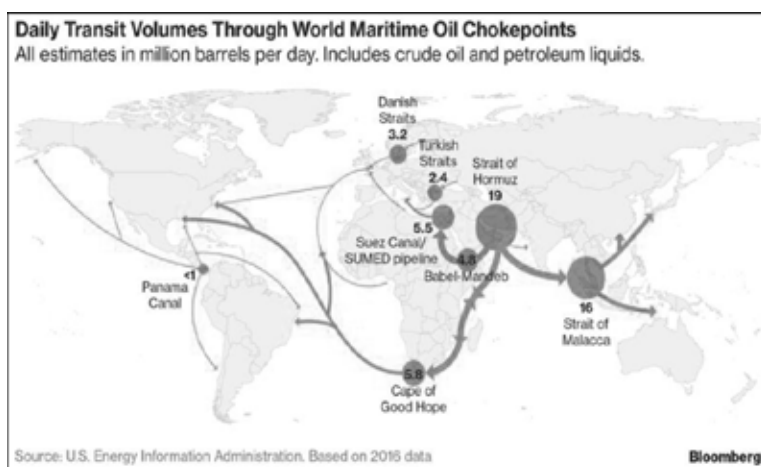 Daily Transit Volumes Through World Maritime Oil Chokepoints
All estimates in million barrels per day. Includes crude oil and petroleum liquids.
Danish
Straits
3.2
Turkish
Straits
2.4
Strait of
Hormuz
19
5.5
Suez Canal/
SUMED pipeline
4.8
Babel-Mandeb
<1
Panama
Canal
16
Strait of
Malacca
5.8
Cape of
Good Hope
Source: U.S. Energy Information Administration. Based on 2016 data
Bloomberg